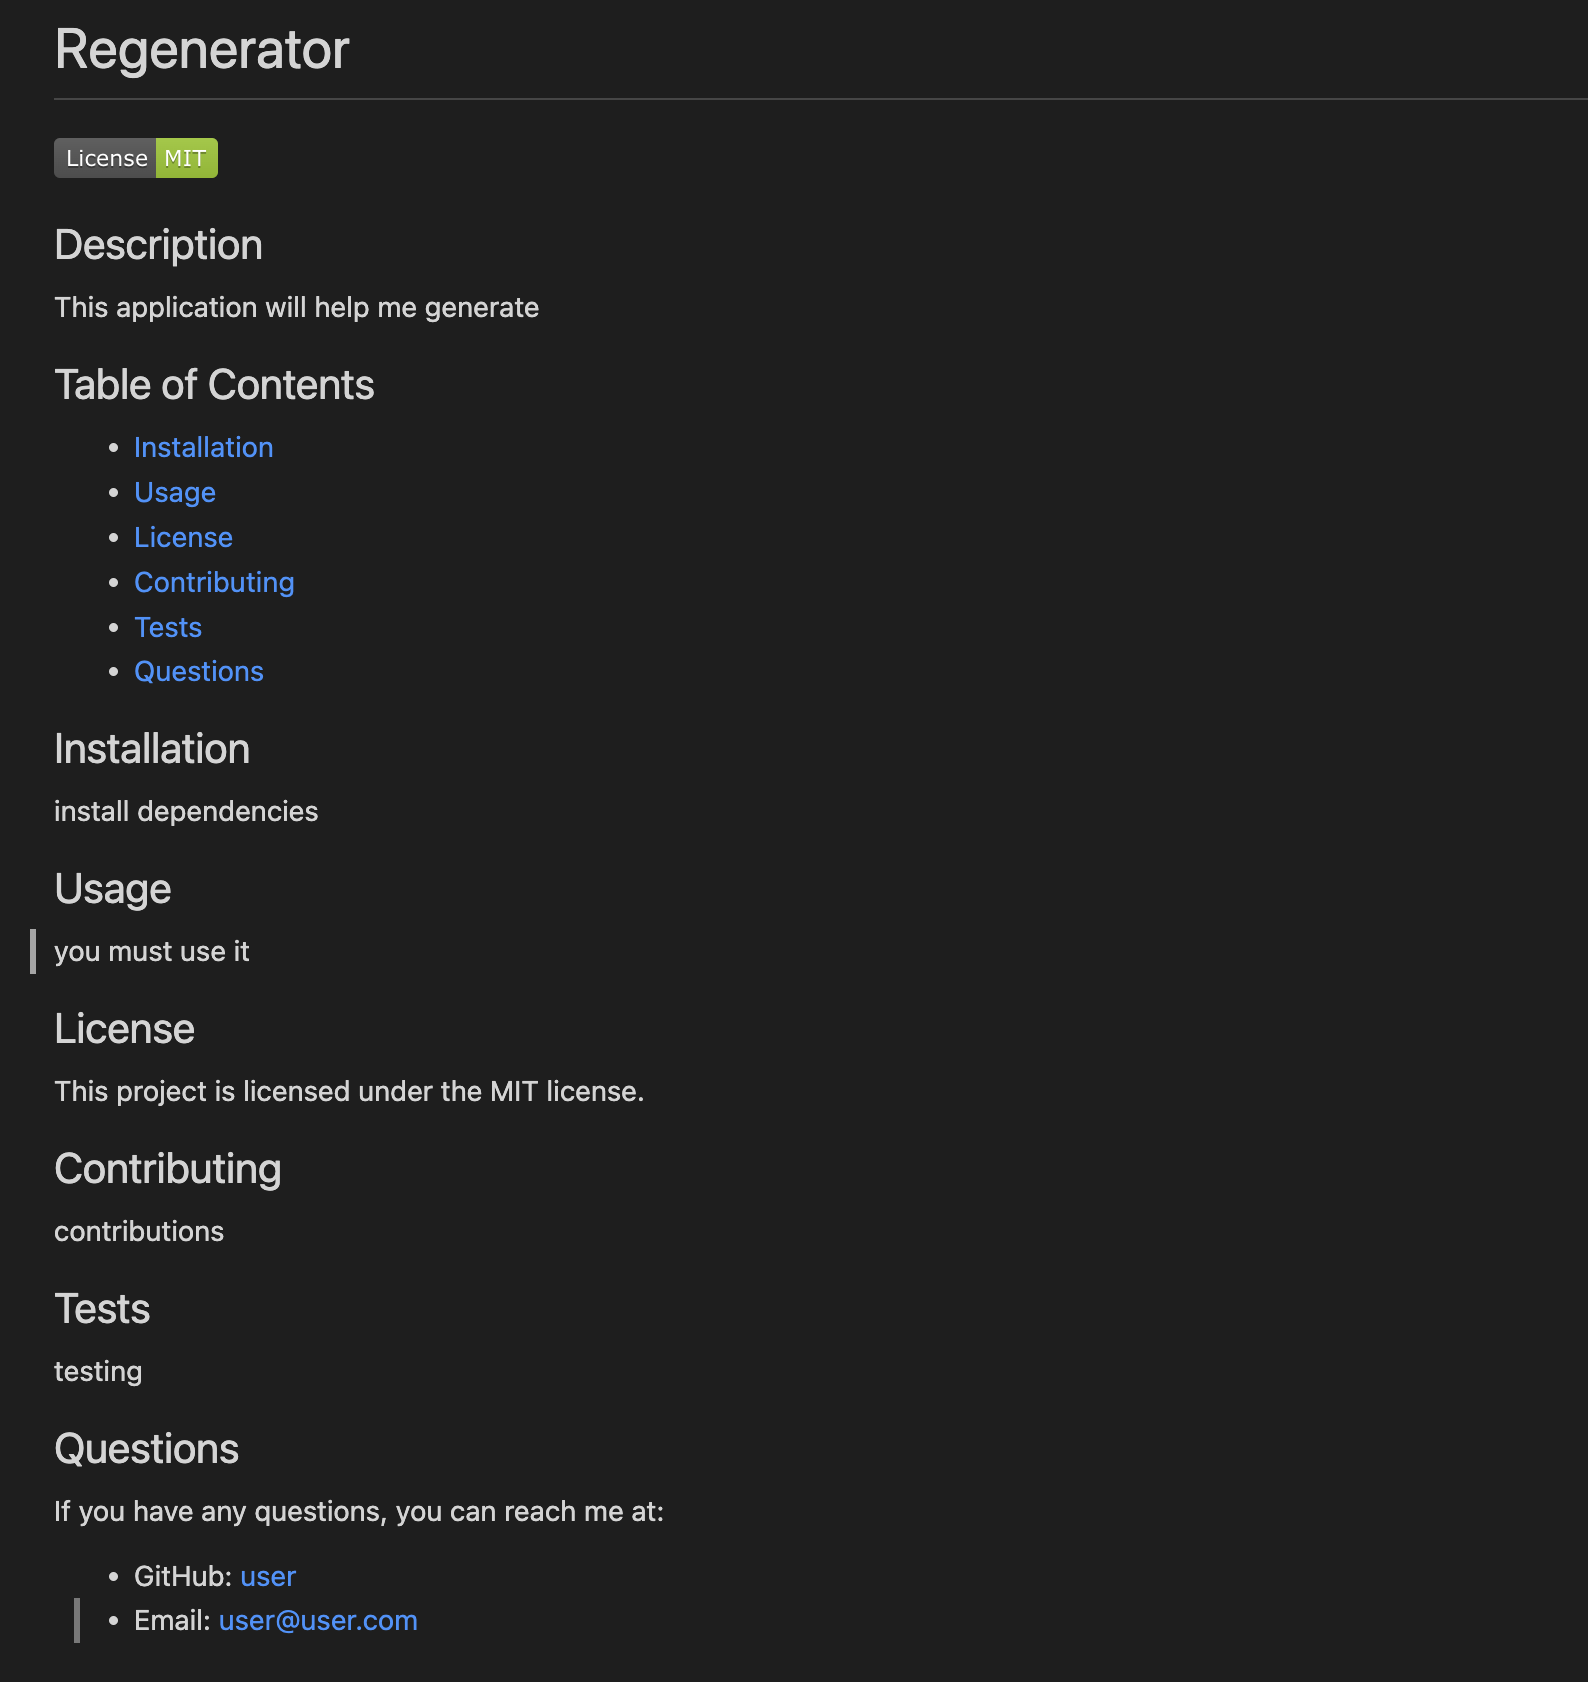 Regenerator
License MIT
Description
This application will help me generate
Table of Contents
Installation
Usage
License
Contributing
Tests
Questions
Installation
install dependencies
Usage
you must use it
License
This project is licensed under the MIT license.
Contributing
contributions
Tests
testing
Questions
If you have any questions, you can reach me at:
GitHub: user
Email: user@user.com